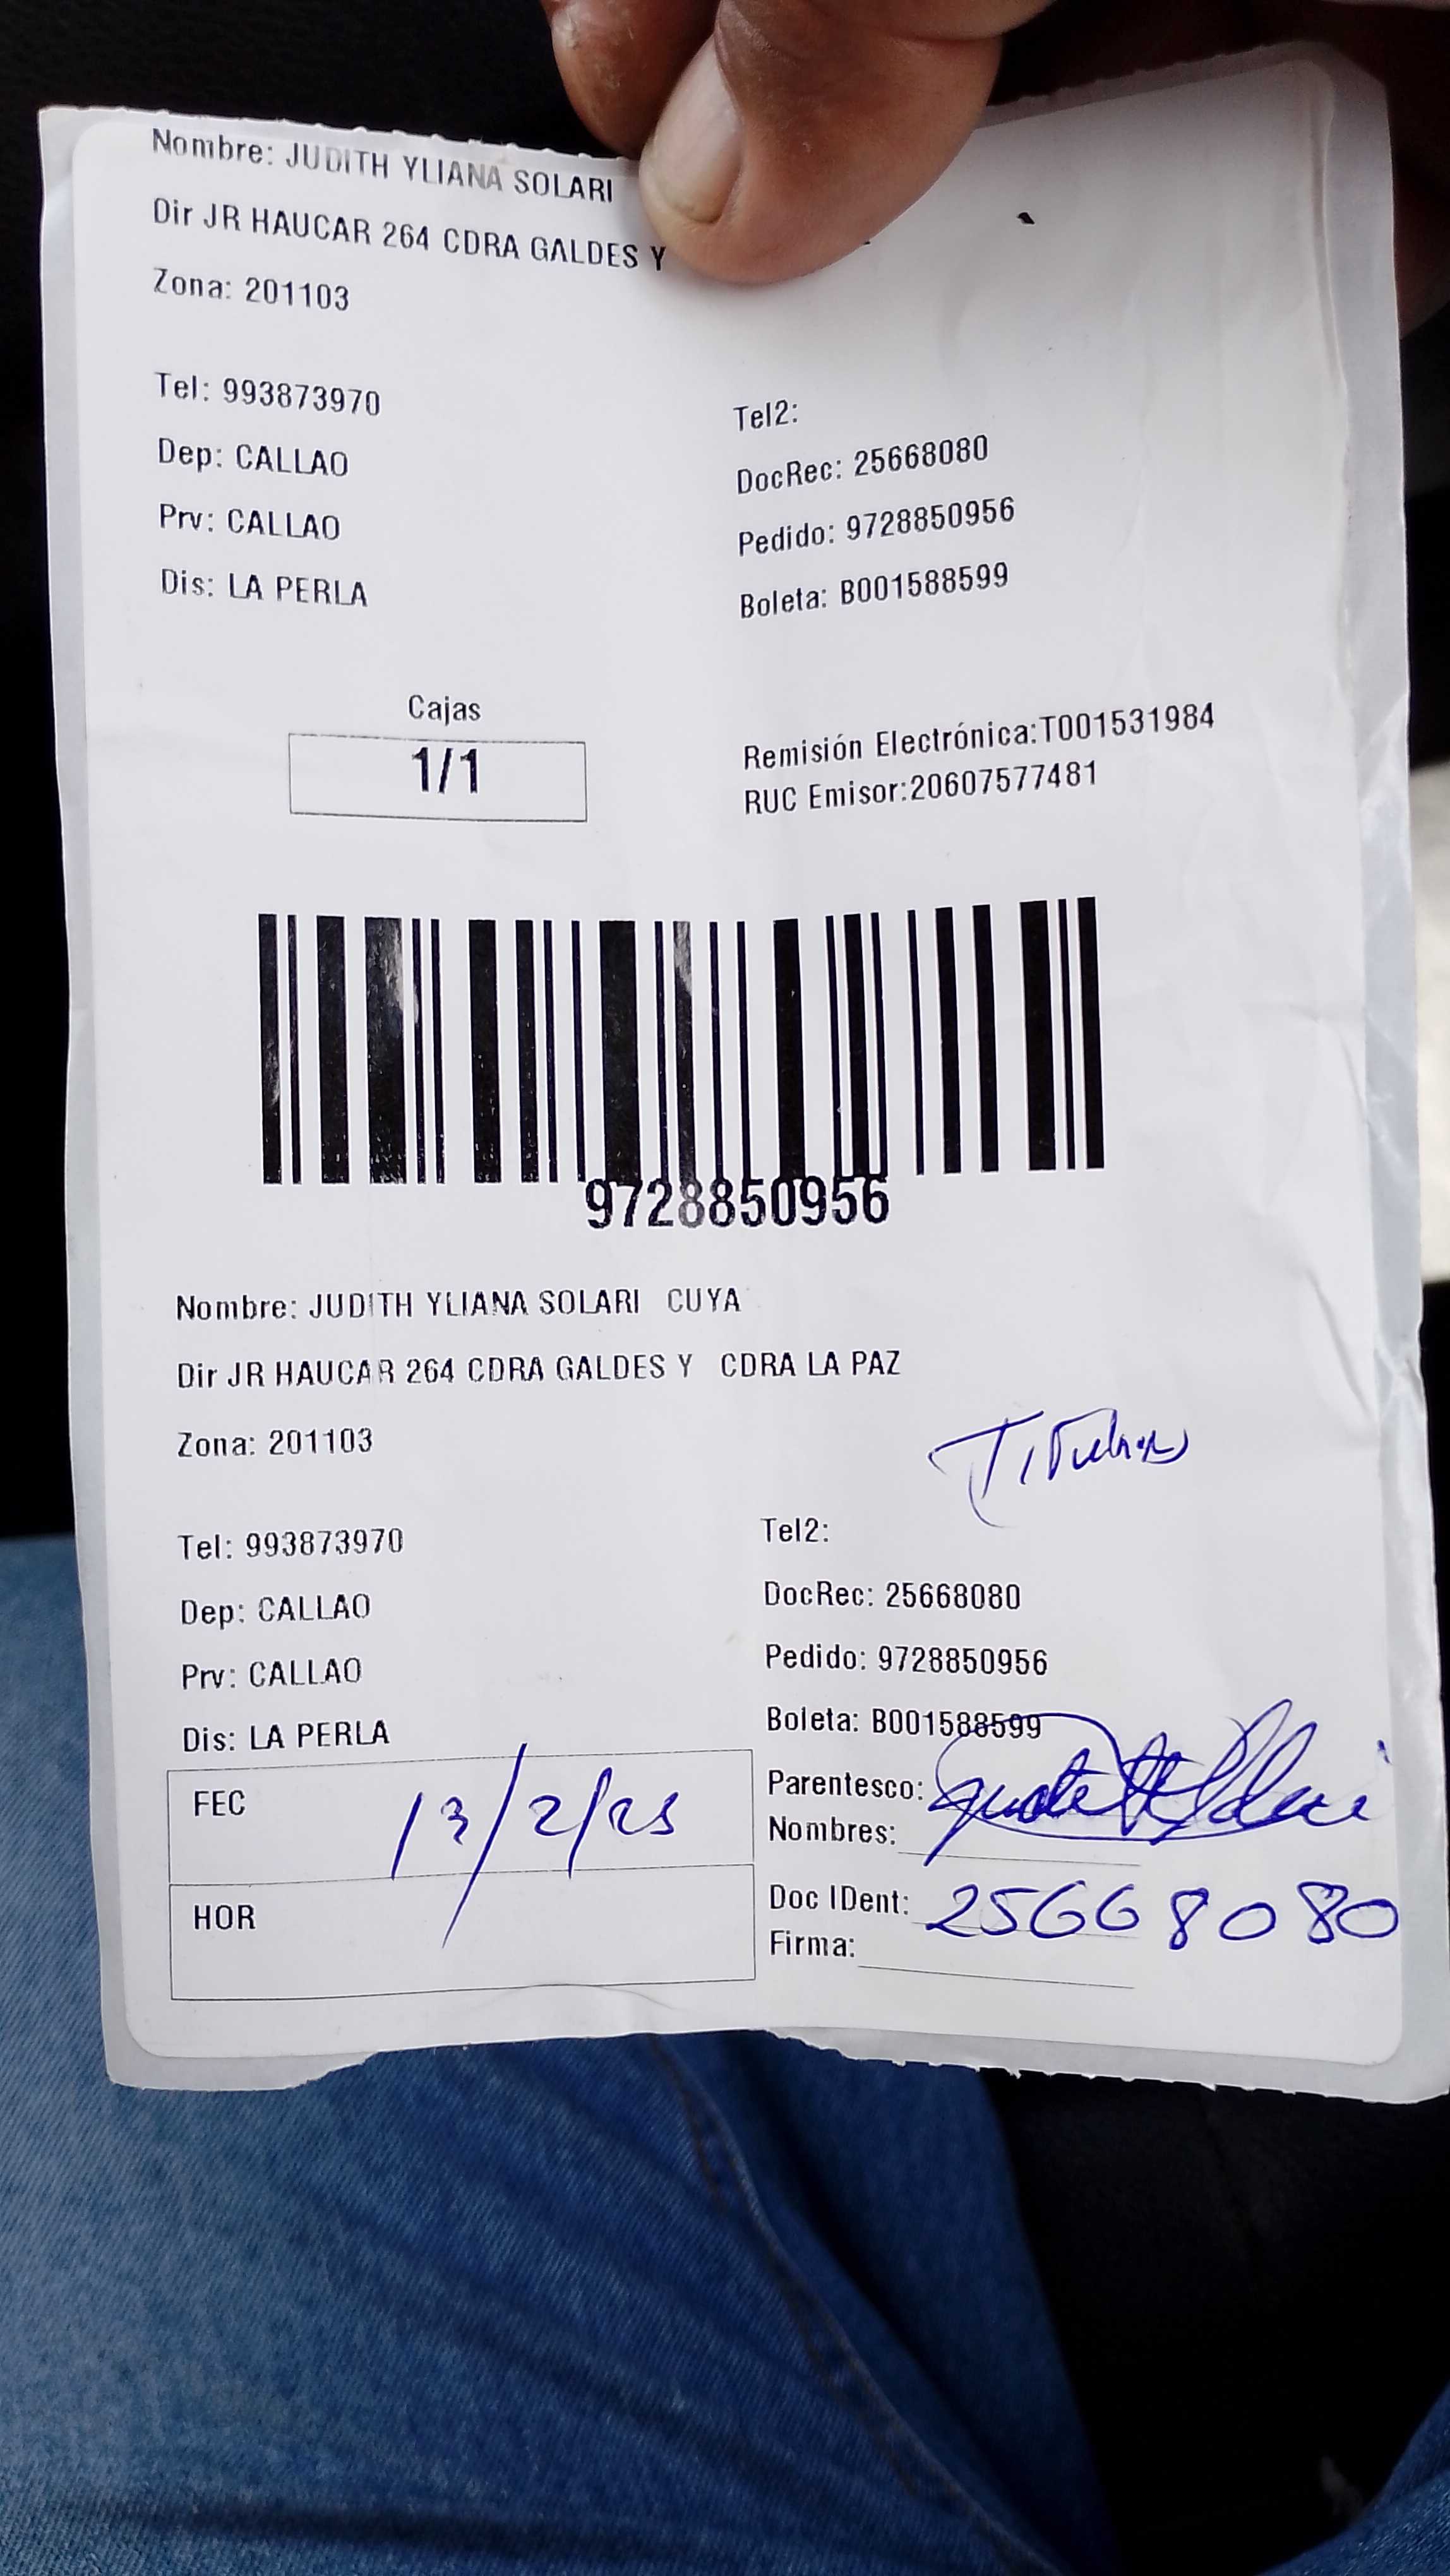 Nombre: JUDITH YLIANA SOLARI
Dir JR HAUCAR 264 CDRA GALDES Y
Zona: 201103
Tel: 993873970
Tel2:
Dep: CALLAO
DocRec: 25668080
Prv: CALLAO
Pedido: 9728850956
Dis: LA PERLA
Boleta: B001588599
Cajas
1/1
Remisión Electrónica:T001531984
RUC Emisor:20607577481
9728850956
Nombre: JUDITH YLIANA SOLARI CUYA
Dir JR HAUCAR 264 CDRA GALDES Y CDRA LA PAZ
Zona: 201103
Tel: 993873970
Tel2:
Dep: CALLAO
DocRec: 25668080
Prv: CALLAO
Pedido: 9728850956
Dis: LA PERLA
Boleta: B001588599
FEC 13/2/25
Parentesco:
Nombres:
HOR
Doc IDent: 25668080
Firma: